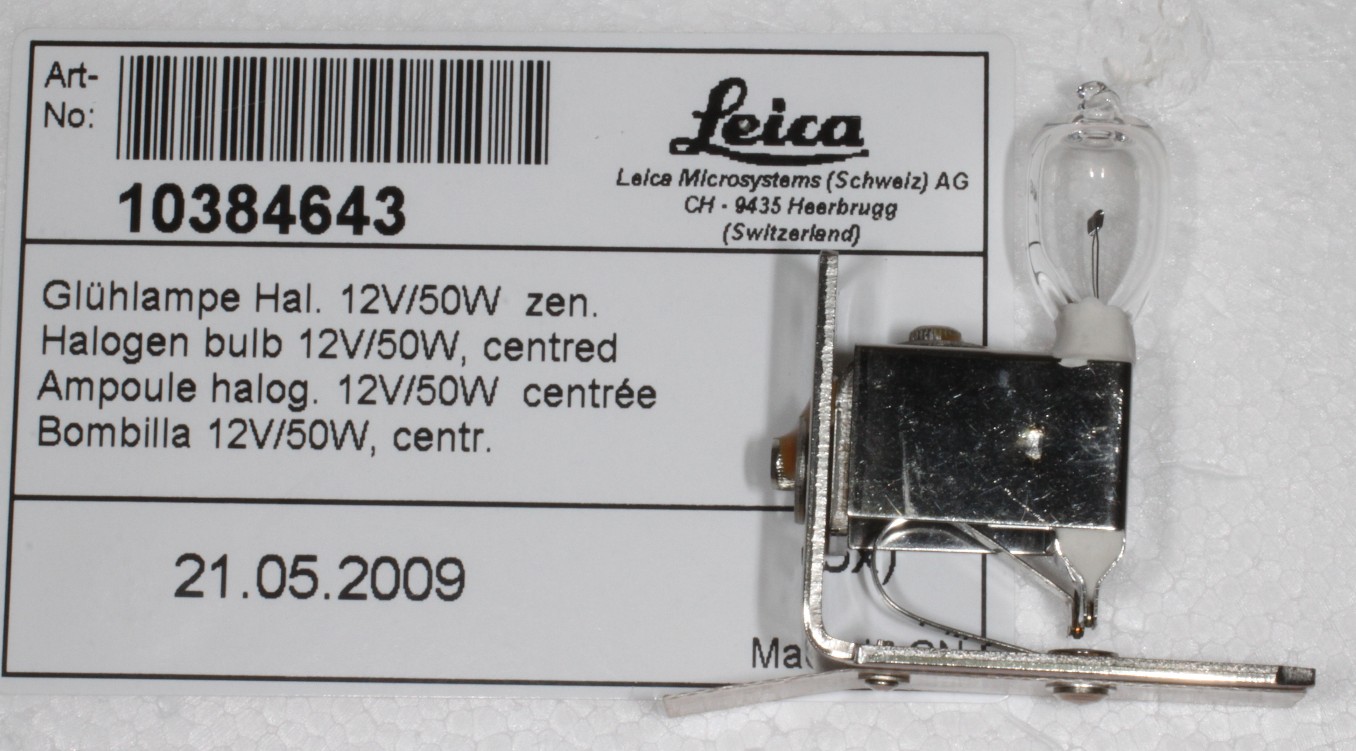 Art-
No:
10384643
Leica
Leica Microsystems (Schweiz) AG
CH - 9435 Heerbrugg
(Switzerland)
Glühlampe Hal. 12V/50W zen.
Halogen bulb 12V/50W, centred
Ampoule halog. 12V/50W centrée
Bombilla 12V/50W, centr.
21.05.2009